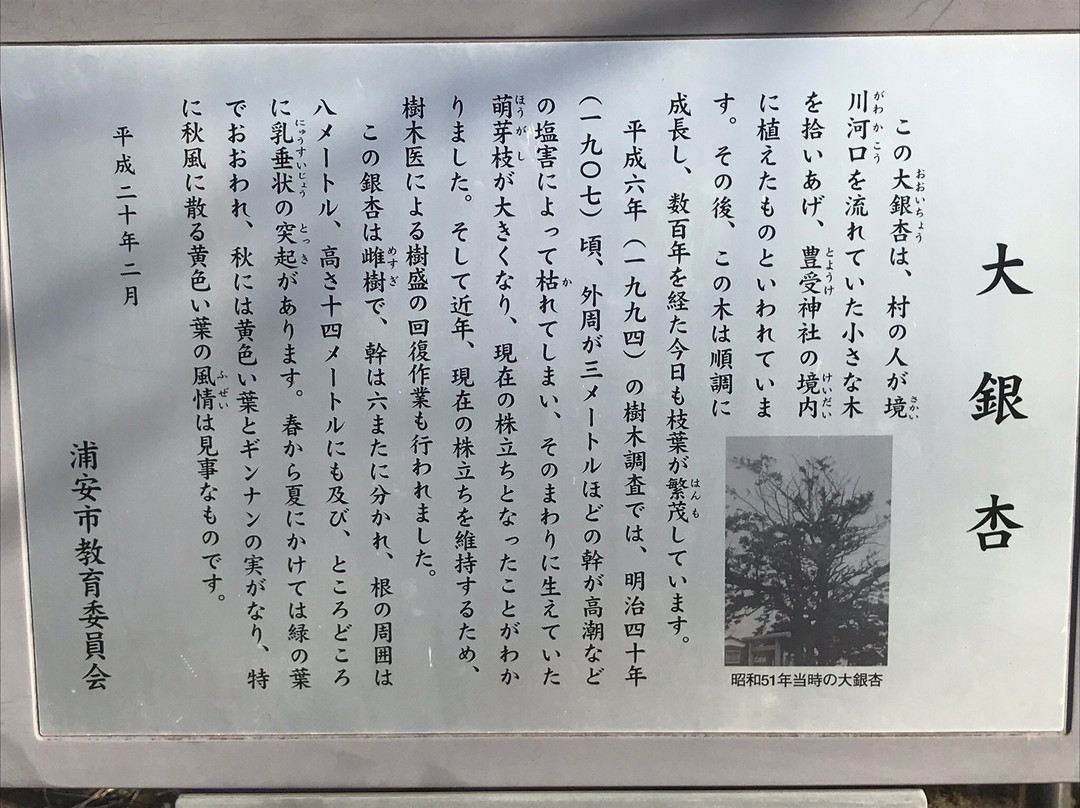 大銀杏
この大銀杏は、村の人が境
川河口を流れていた小さな木
を拾いあげ、豊受神社の境内
に植えたものといわれていま
す。その後、この木は順調に
成長し、数百年を経た今日も枝葉が繁茂しています。
平成六年（一九九四）の樹木調査では、明治四十年
（一九〇七）頃、外周が三メートルほどの幹が高潮など
の塩害によって枯れてしまい、そのまわりに生えていた
萌芽枝が大きくなり、現在の株立ちとなったことがわか
りました。そして近年、現在の株立ちを維持するため、
樹木医による樹盛の回復作業も行われました。
この銀杏は雌樹で、幹は六またに分かれ、根の周囲は
八メートル、高さ十四メートルにも及び、ところどころ
に乳垂状の突起があります。春から夏にかけては緑の葉
でおおわれ、秋には黄色い葉とギンナンの実がなり、特
に秋風に散る黄色い葉の風情は見事なものです。
平成二十年二月
浦安市教育委員会
昭和51年当時の大銀杏